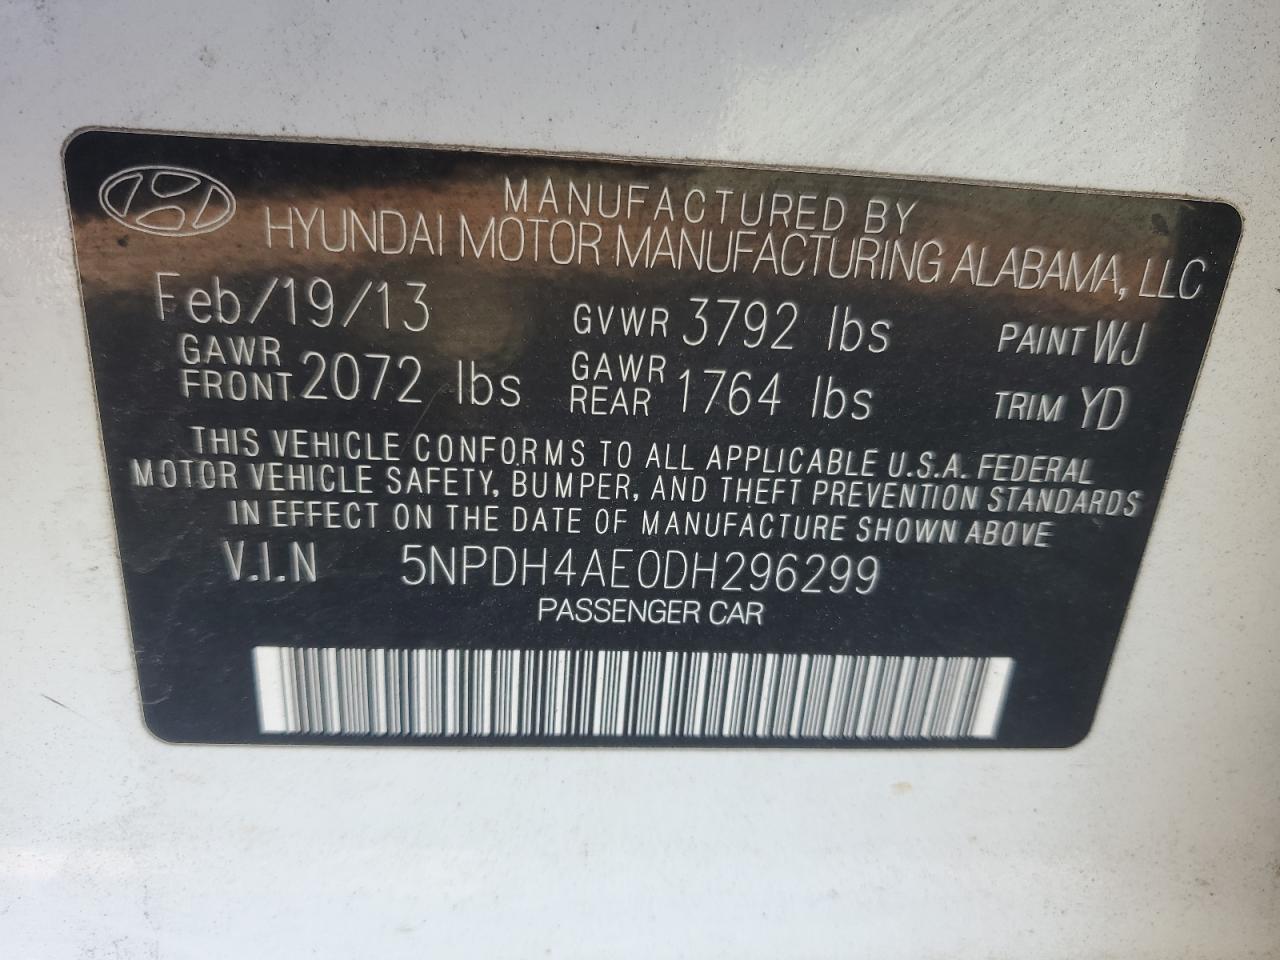 MANUFACTURED BY
HYUNDAI MOTOR MANUFACTURING ALABAMA, LLC
Feb/19/13 GVWR 3792 lbs PAINT WJ
GAWR FRONT 2072 lbs GAWR REAR 1764 lbs TRIM YD
THIS VEHICLE CONFORMS TO ALL APPLICABLE U.S.A. FEDERAL
MOTOR VEHICLE SAFETY, BUMPER, AND THEFT PREVENTION STANDARDS
IN EFFECT ON THE DATE OF MANUFACTURE SHOWN ABOVE
V.I.N 5NPDH4AE0DH296299
PASSENGER CAR